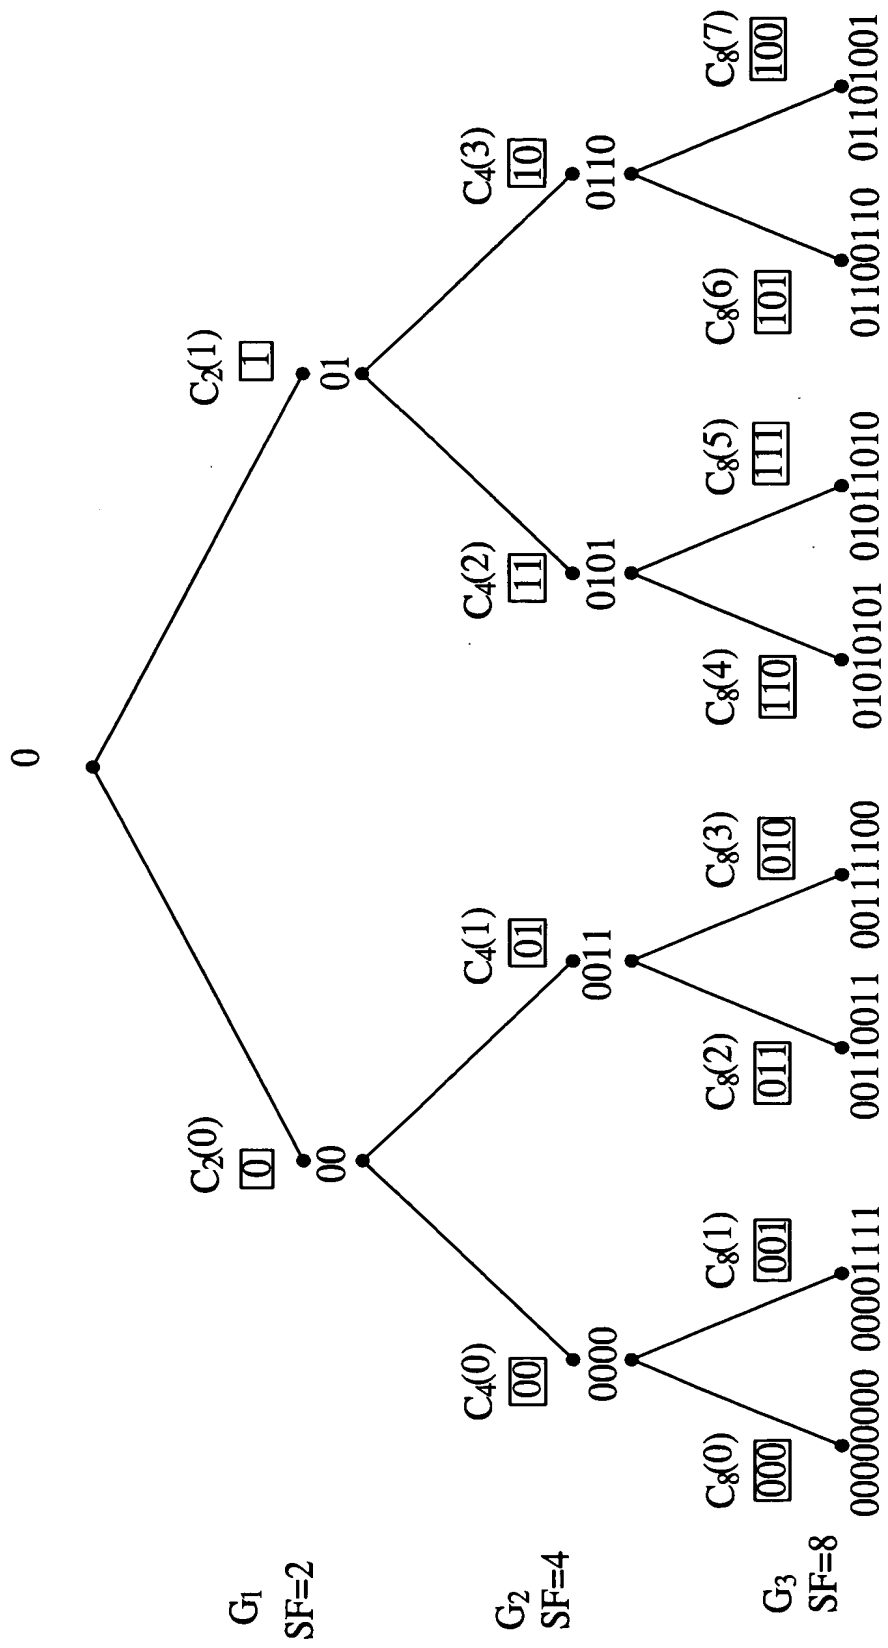 0
C2(0) C2(1)
0 1
G1
SF=2
00 01
C4(0) C4(1) C4(2) C4(3)
00 01 11 10
G2
SF=4
0000 0011 0101 0110
C8(0) C8(1) C8(2) C8(3) C8(4) C8(5) C8(6) C8(7)
000 001 011 010 110 111 101 100
G3
SF=8
00000000 00001111 00110011 00111100 01010101 01011010 01100110 01101001